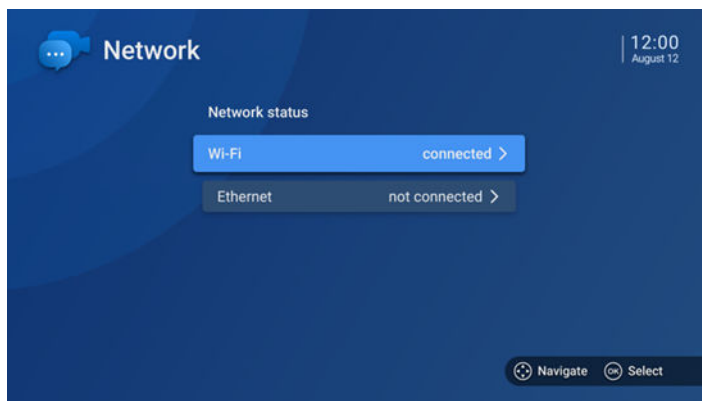 Network
12:00
August 12
Network status
Wi-Fi connected
Ethernet not connected
Navigate OK Select